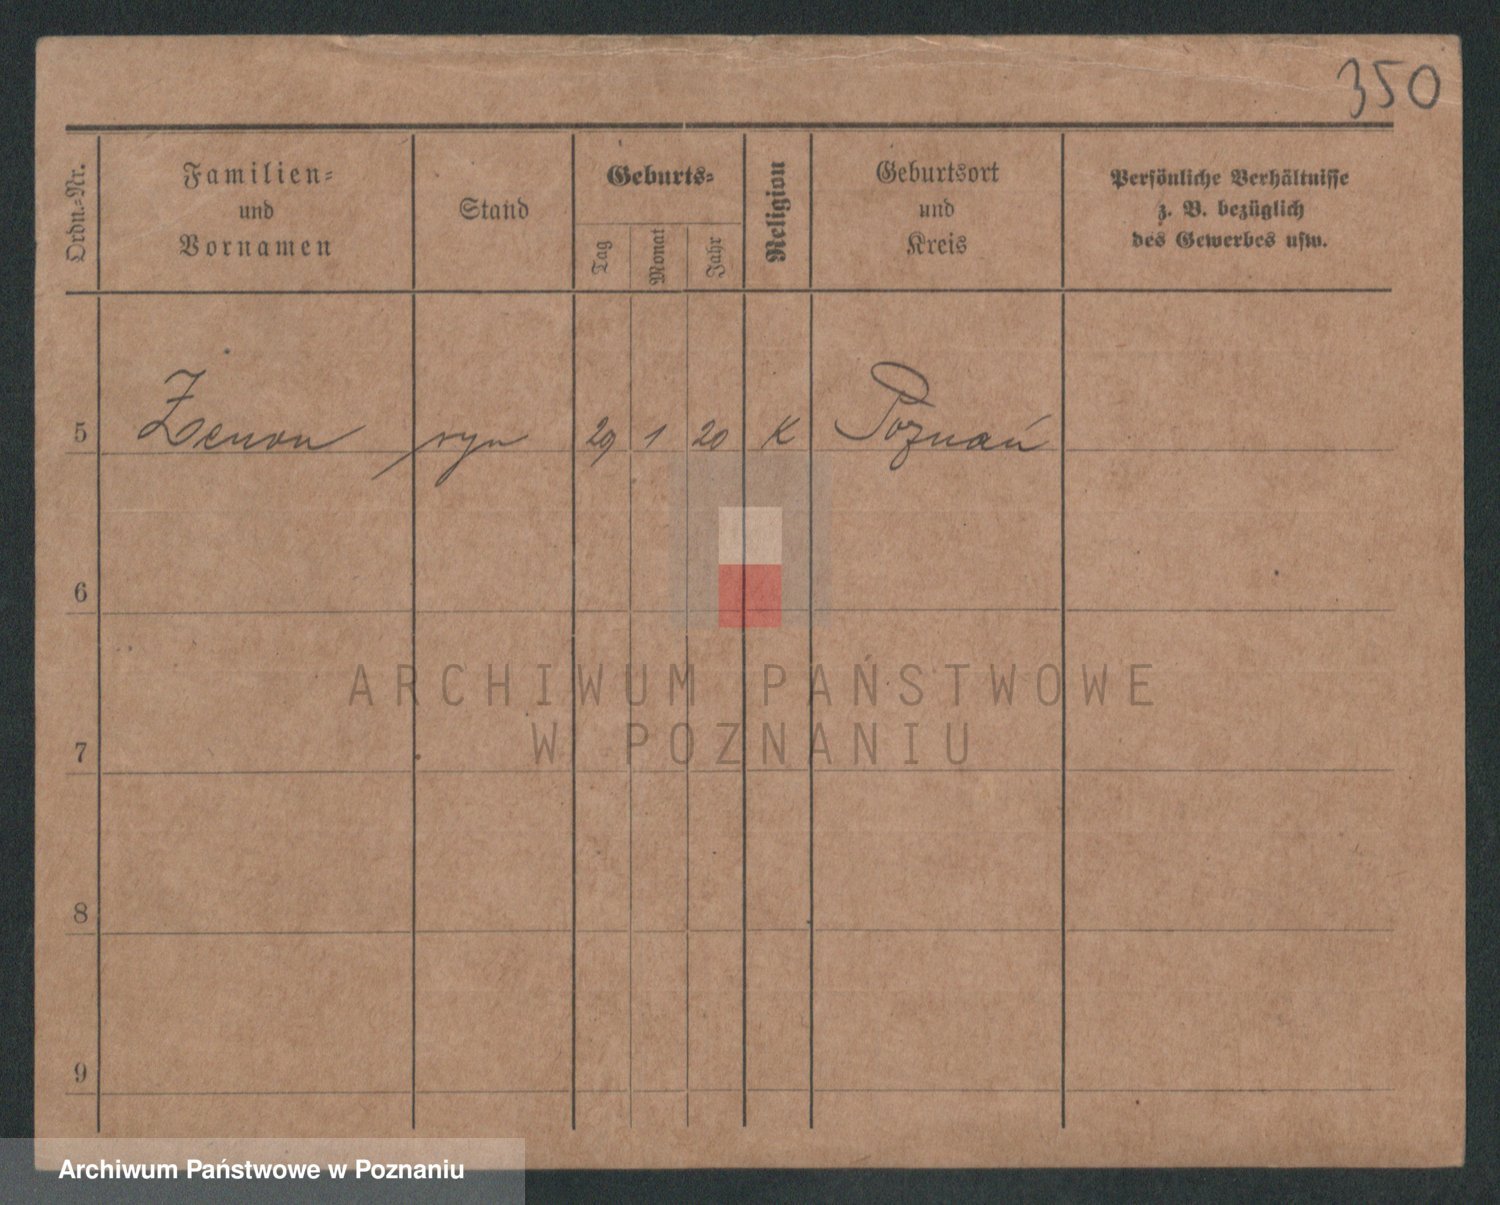 350
Ordn.-Nr.
Familien-
und
Vornamen
Stand
Geburts-
Tag
Monat
Jahr
Religion
Geburtsort
und
Kreis
Persönliche Verhältnisse
z. B. bezüglich
des Gewerbes usw.
5 Zenon syn 29 1 20 K Poznań
6
7
8
9
ARCHIWUM PAŃSTWOWE
W POZNANIU
Archiwum Państwowe w Poznaniu